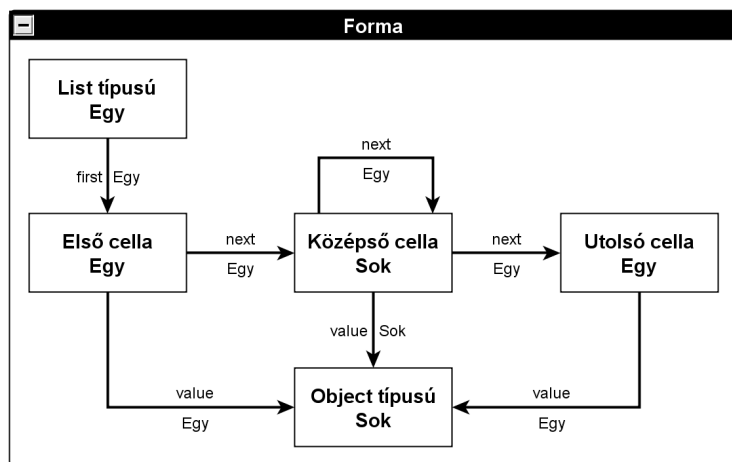 Forma
List típusú
Egy
first Egy
next
Egy
Első cella
Egy
next
Egy
Középső cella
Sok
next
Egy
Utolsó cella
Egy
value Sok
value
Egy
Object típusú
Sok
value
Egy